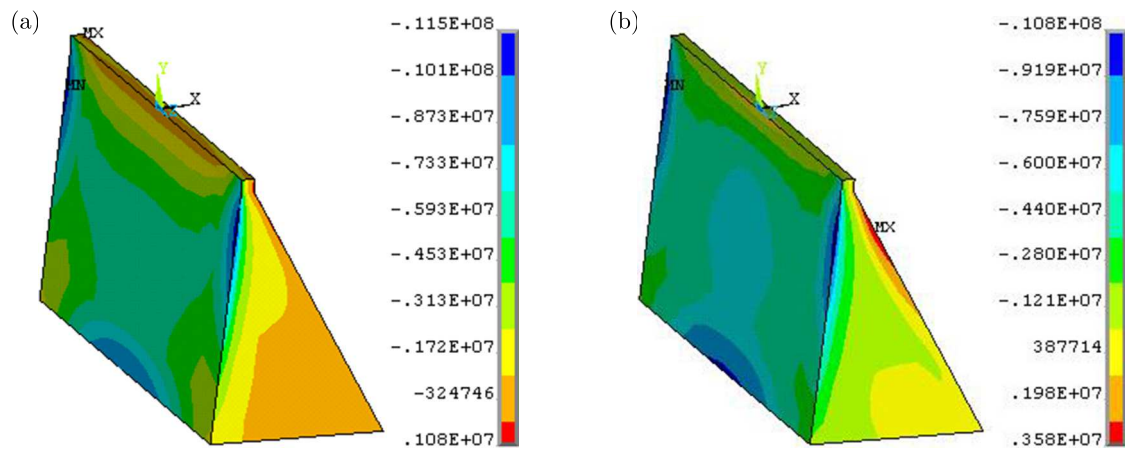 (a)
MX
MN
Y
X
Z
-.115E+08
-.101E+08
-.873E+07
-.733E+07
-.593E+07
-.453E+07
-.313E+07
-.172E+07
-324746
.108E+07
(b)
MN
Y
X
Z
MX
-.108E+08
-.919E+07
-.759E+07
-.600E+07
-.440E+07
-.280E+07
-.121E+07
387714
.198E+07
.358E+07